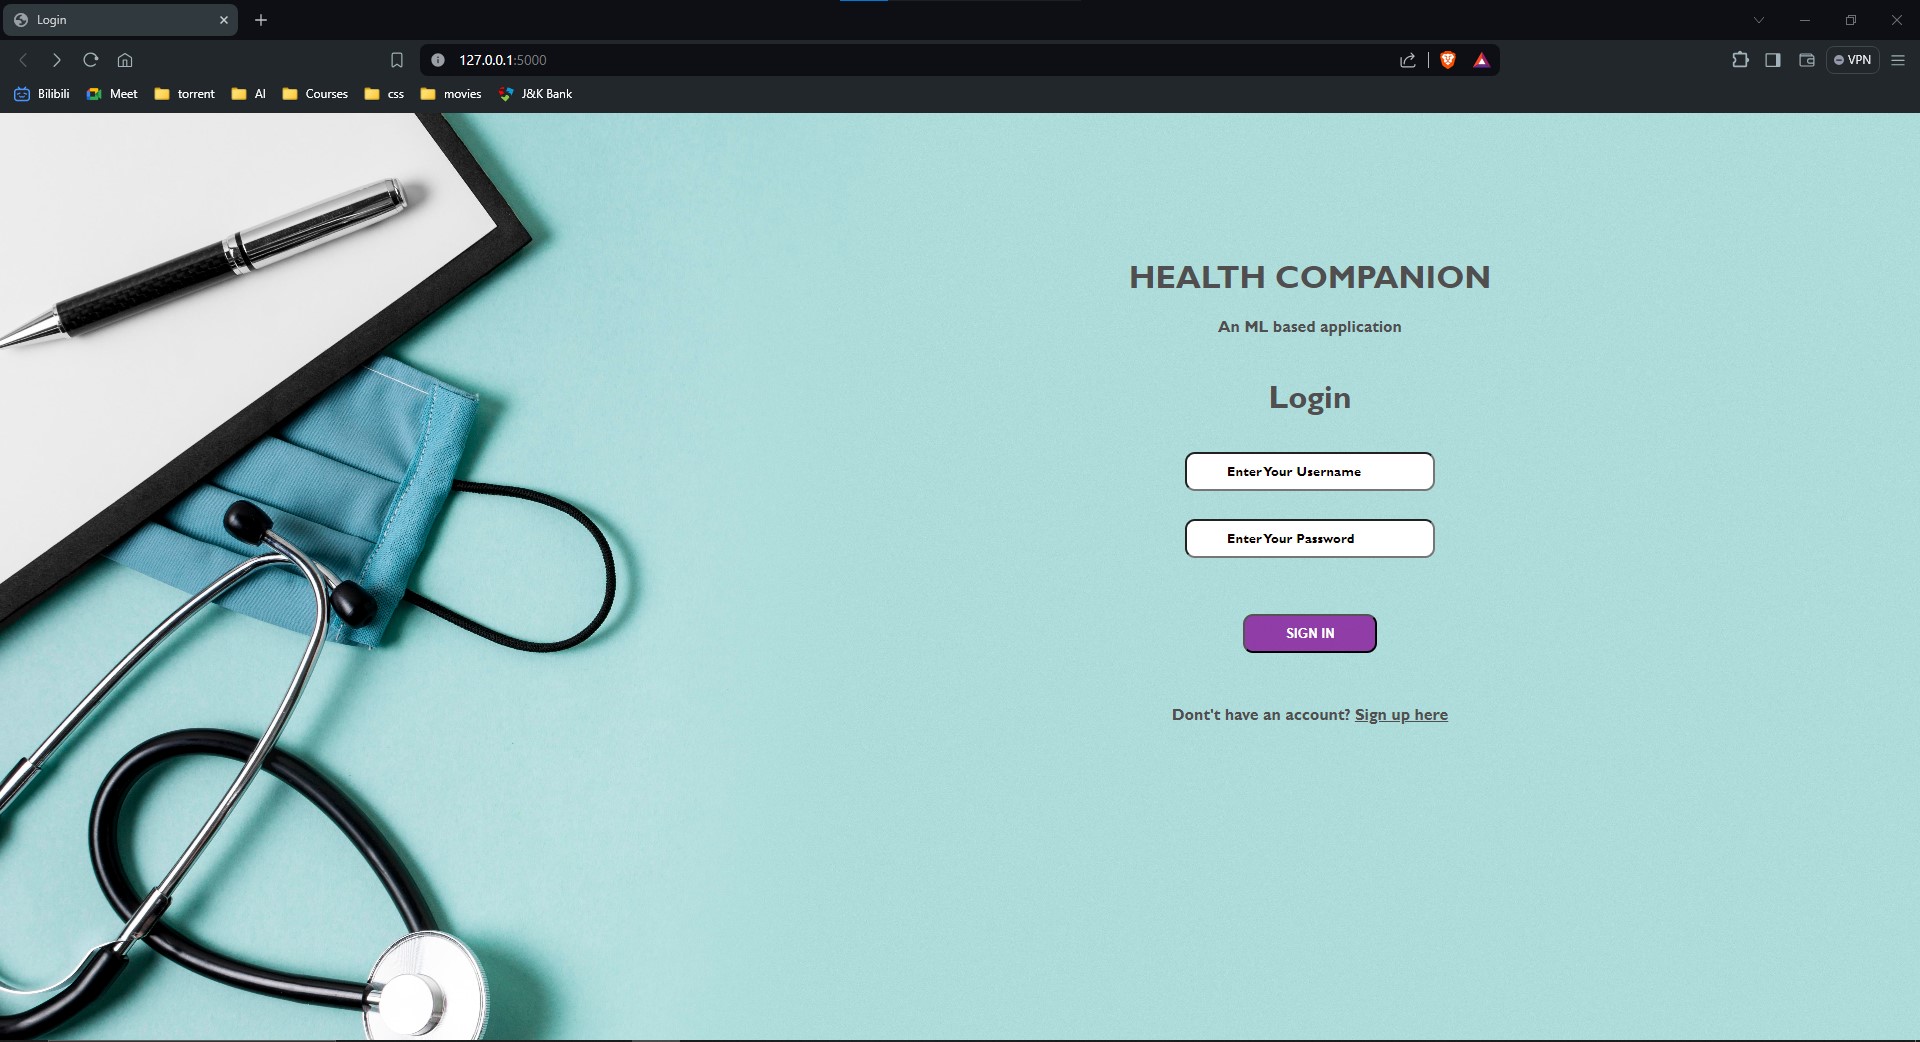 Login
127.0.0.1:5000
VPN
Bilibili Meet torrent AI Courses css movies J&K Bank
HEALTH COMPANION
An ML based application
Login
Enter Your Username
Enter Your Password
SIGN IN
Dont't have an account? Sign up here